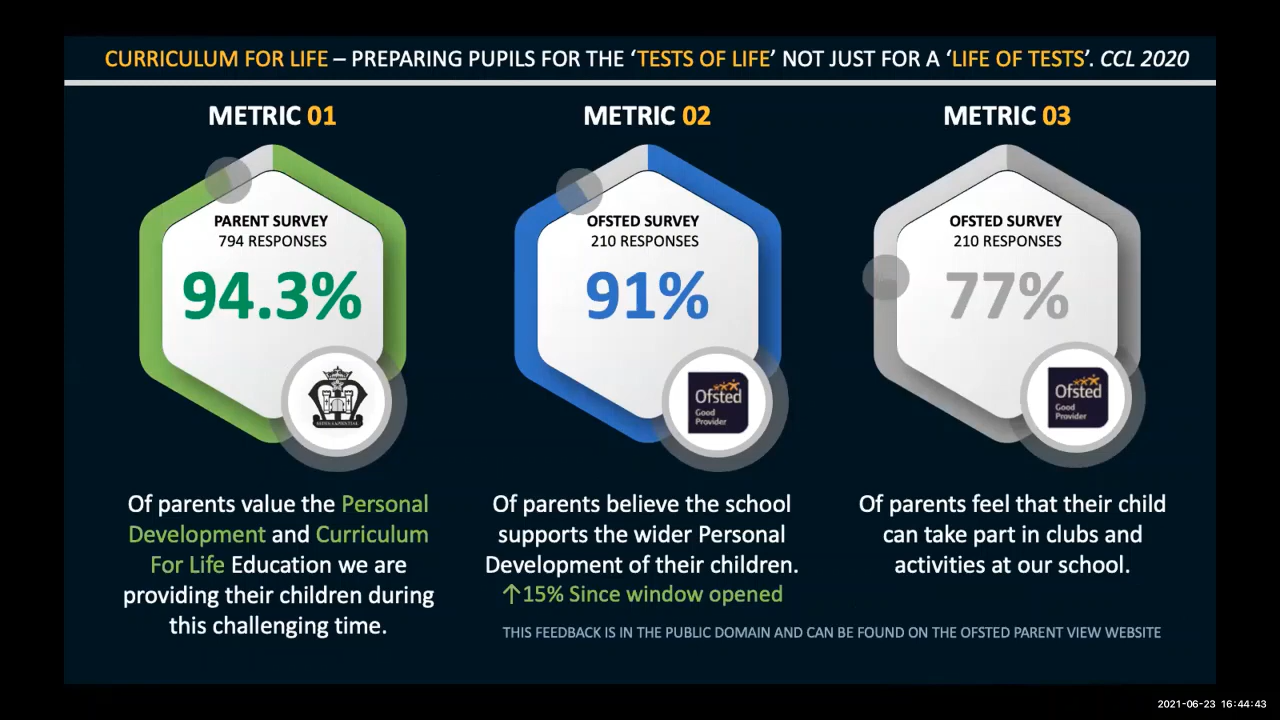 CURRICULUM FOR LIFE – PREPARING PUPILS FOR THE ‘TESTS OF LIFE’ NOT JUST FOR A ‘LIFE OF TESTS’. CCL 2020
METRIC 01
PARENT SURVEY
794 RESPONSES
94.3%
Of parents value the Personal
Development and Curriculum
For Life Education we are
providing their children during
this challenging time.
METRIC 02
OFSTED SURVEY
210 RESPONSES
91%
Ofsted
Good
Provider
Of parents believe the school
supports the wider Personal
Development of their children.
↑15% Since window opened
METRIC 03
OFSTED SURVEY
210 RESPONSES
77%
Ofsted
Good
Provider
Of parents feel that their child
can take part in clubs and
activities at our school.
THIS FEEDBACK IS IN THE PUBLIC DOMAIN AND CAN BE FOUND ON THE OFSTED PARENT VIEW WEBSITE
2021-06-23 16:44:43